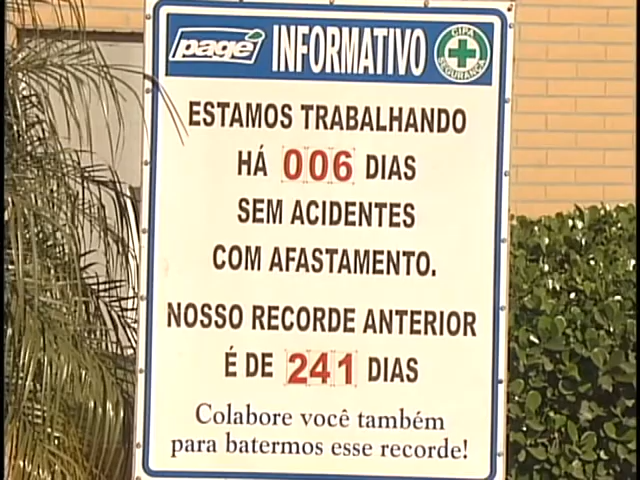 pagé INFORMATIVO CIPA SEGURANÇA
ESTAMOS TRABALHANDO
HÁ 006 DIAS
SEM ACIDENTES
COM AFASTAMENTO.
NOSSO RECORDE ANTERIOR
É DE 241 DIAS
Colabore você também
para batermos esse recorde!